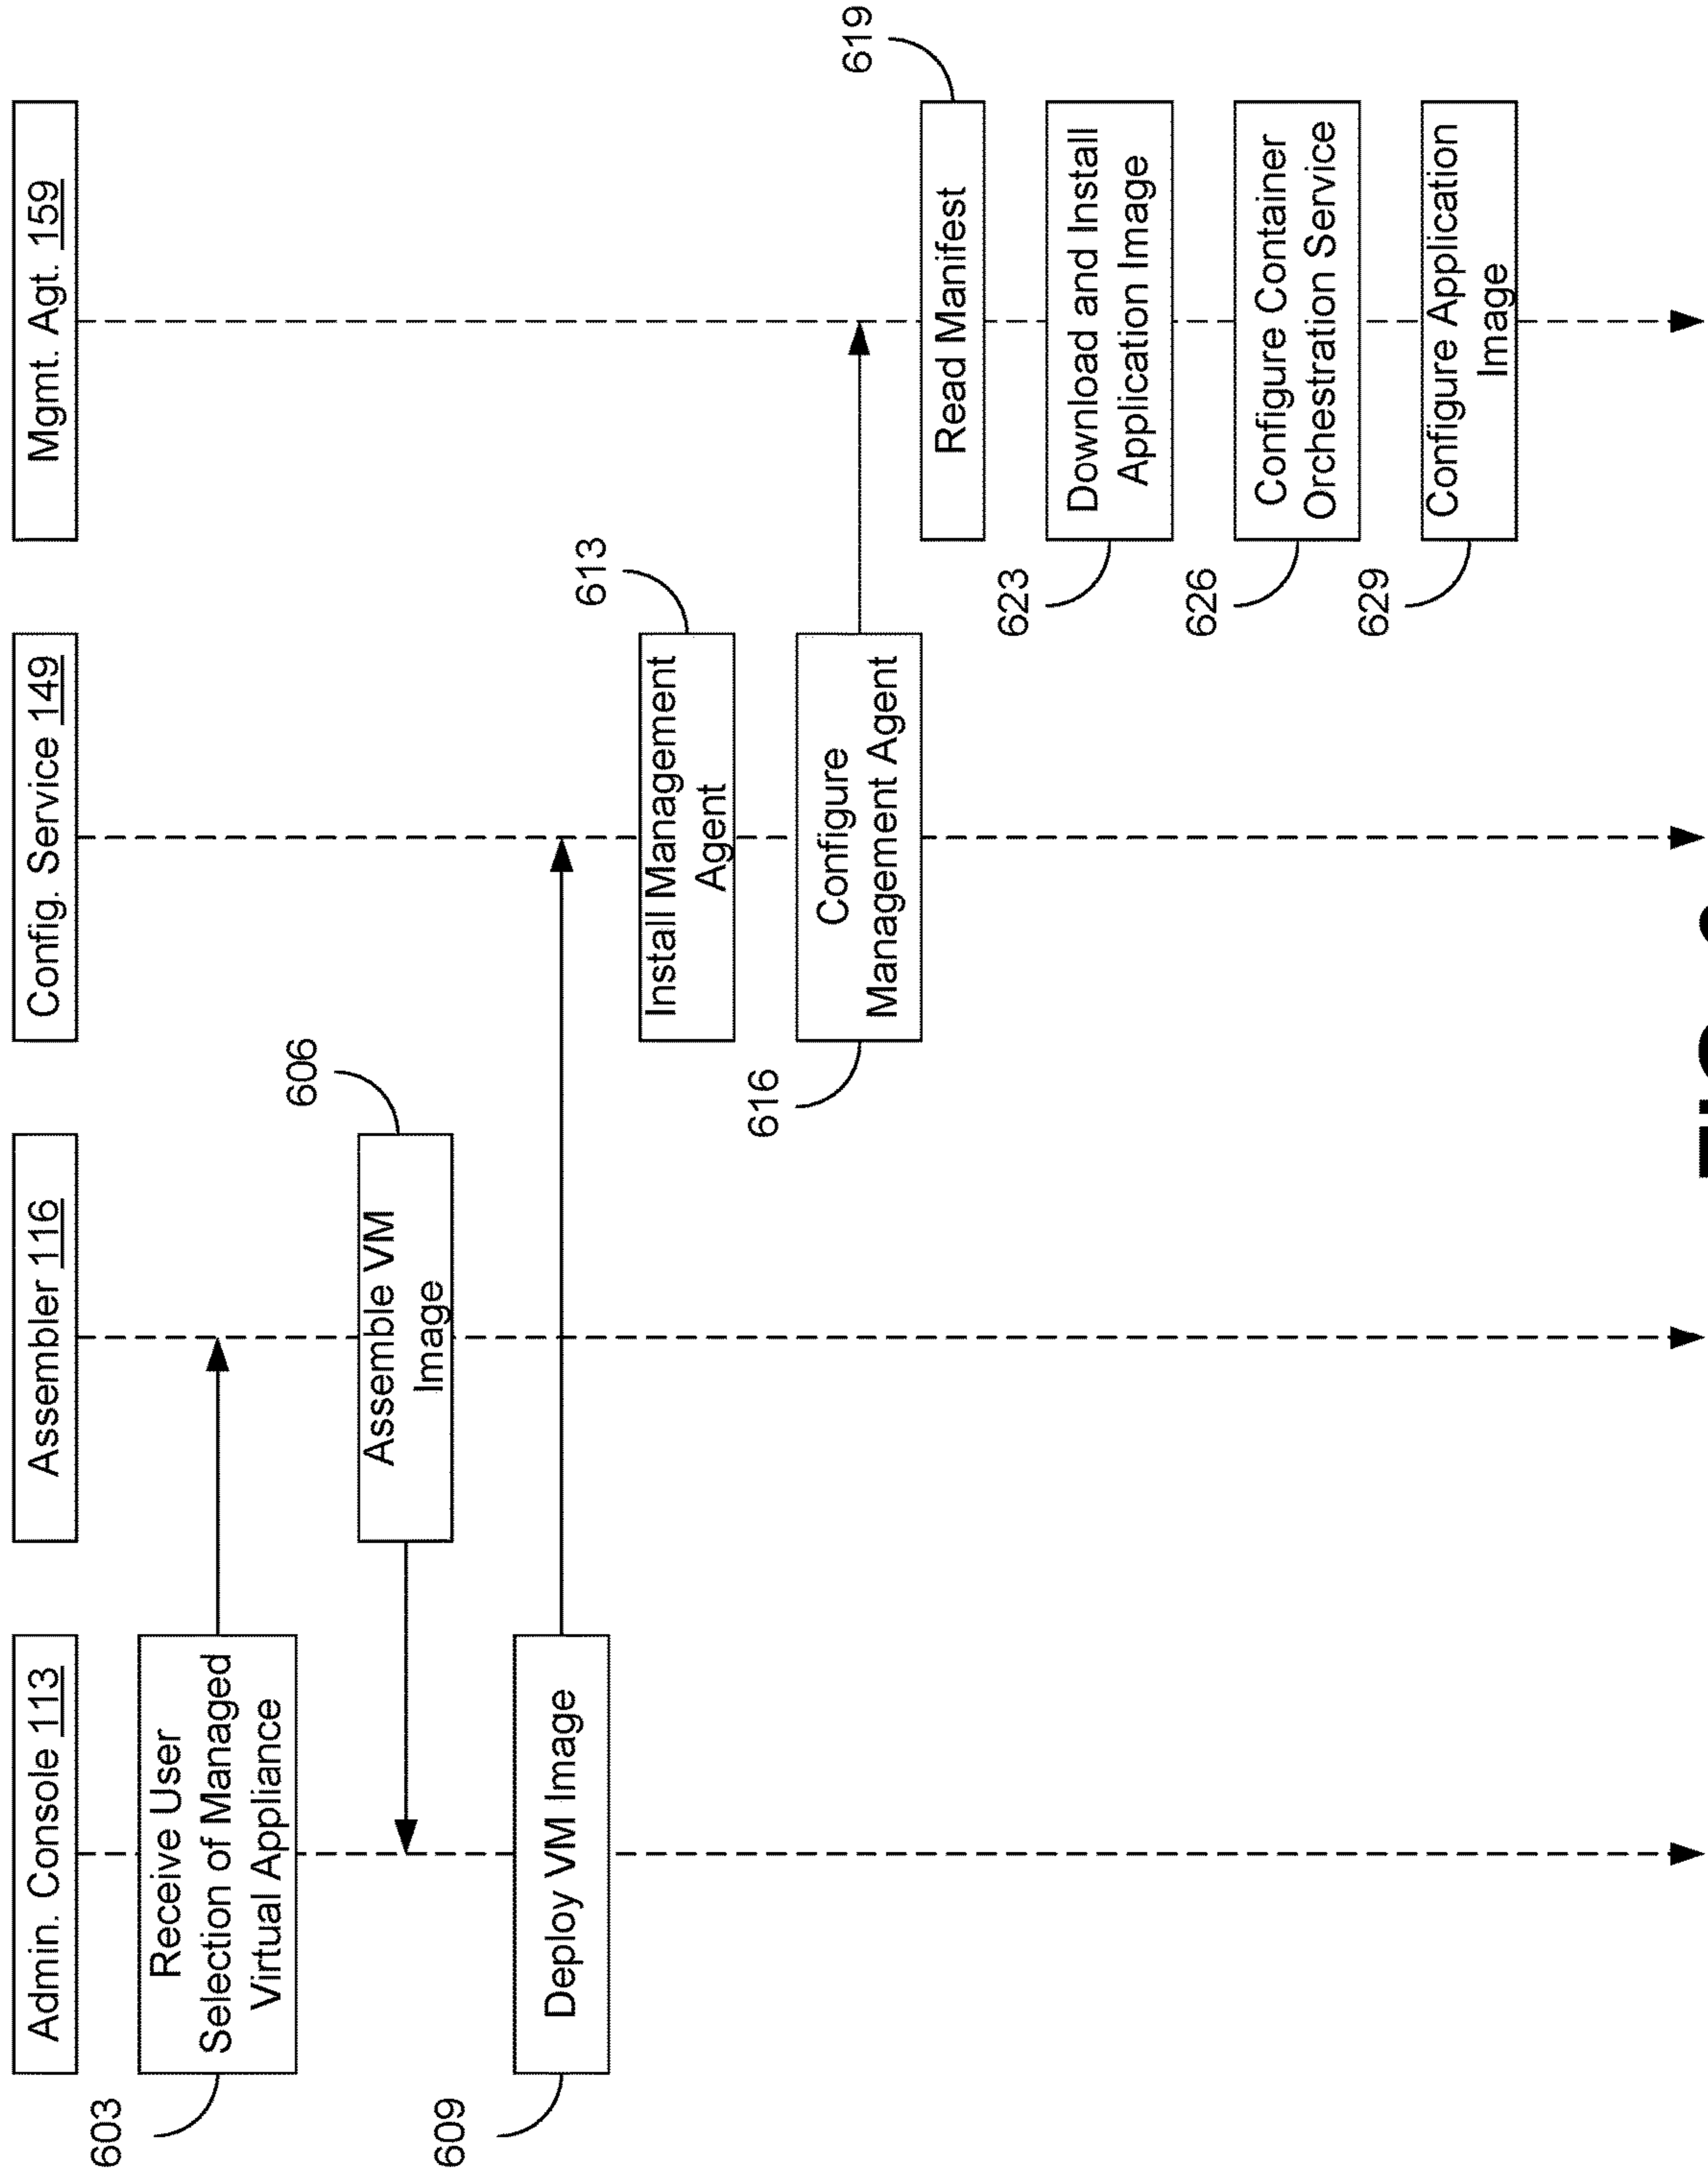 Admin. Console 113
Assembler 116
Config. Service 149
Mgmt. Agt. 159
603
Receive User
Selection of Managed
Virtual Appliance
606
Assemble VM
Image
609
Deploy VM Image
613
Install Management
Agent
616
Configure
Management Agent
619
Read Manifest
623
Download and Install
Application Image
626
Configure Container
Orchestration Service
629
Configure Application
Image